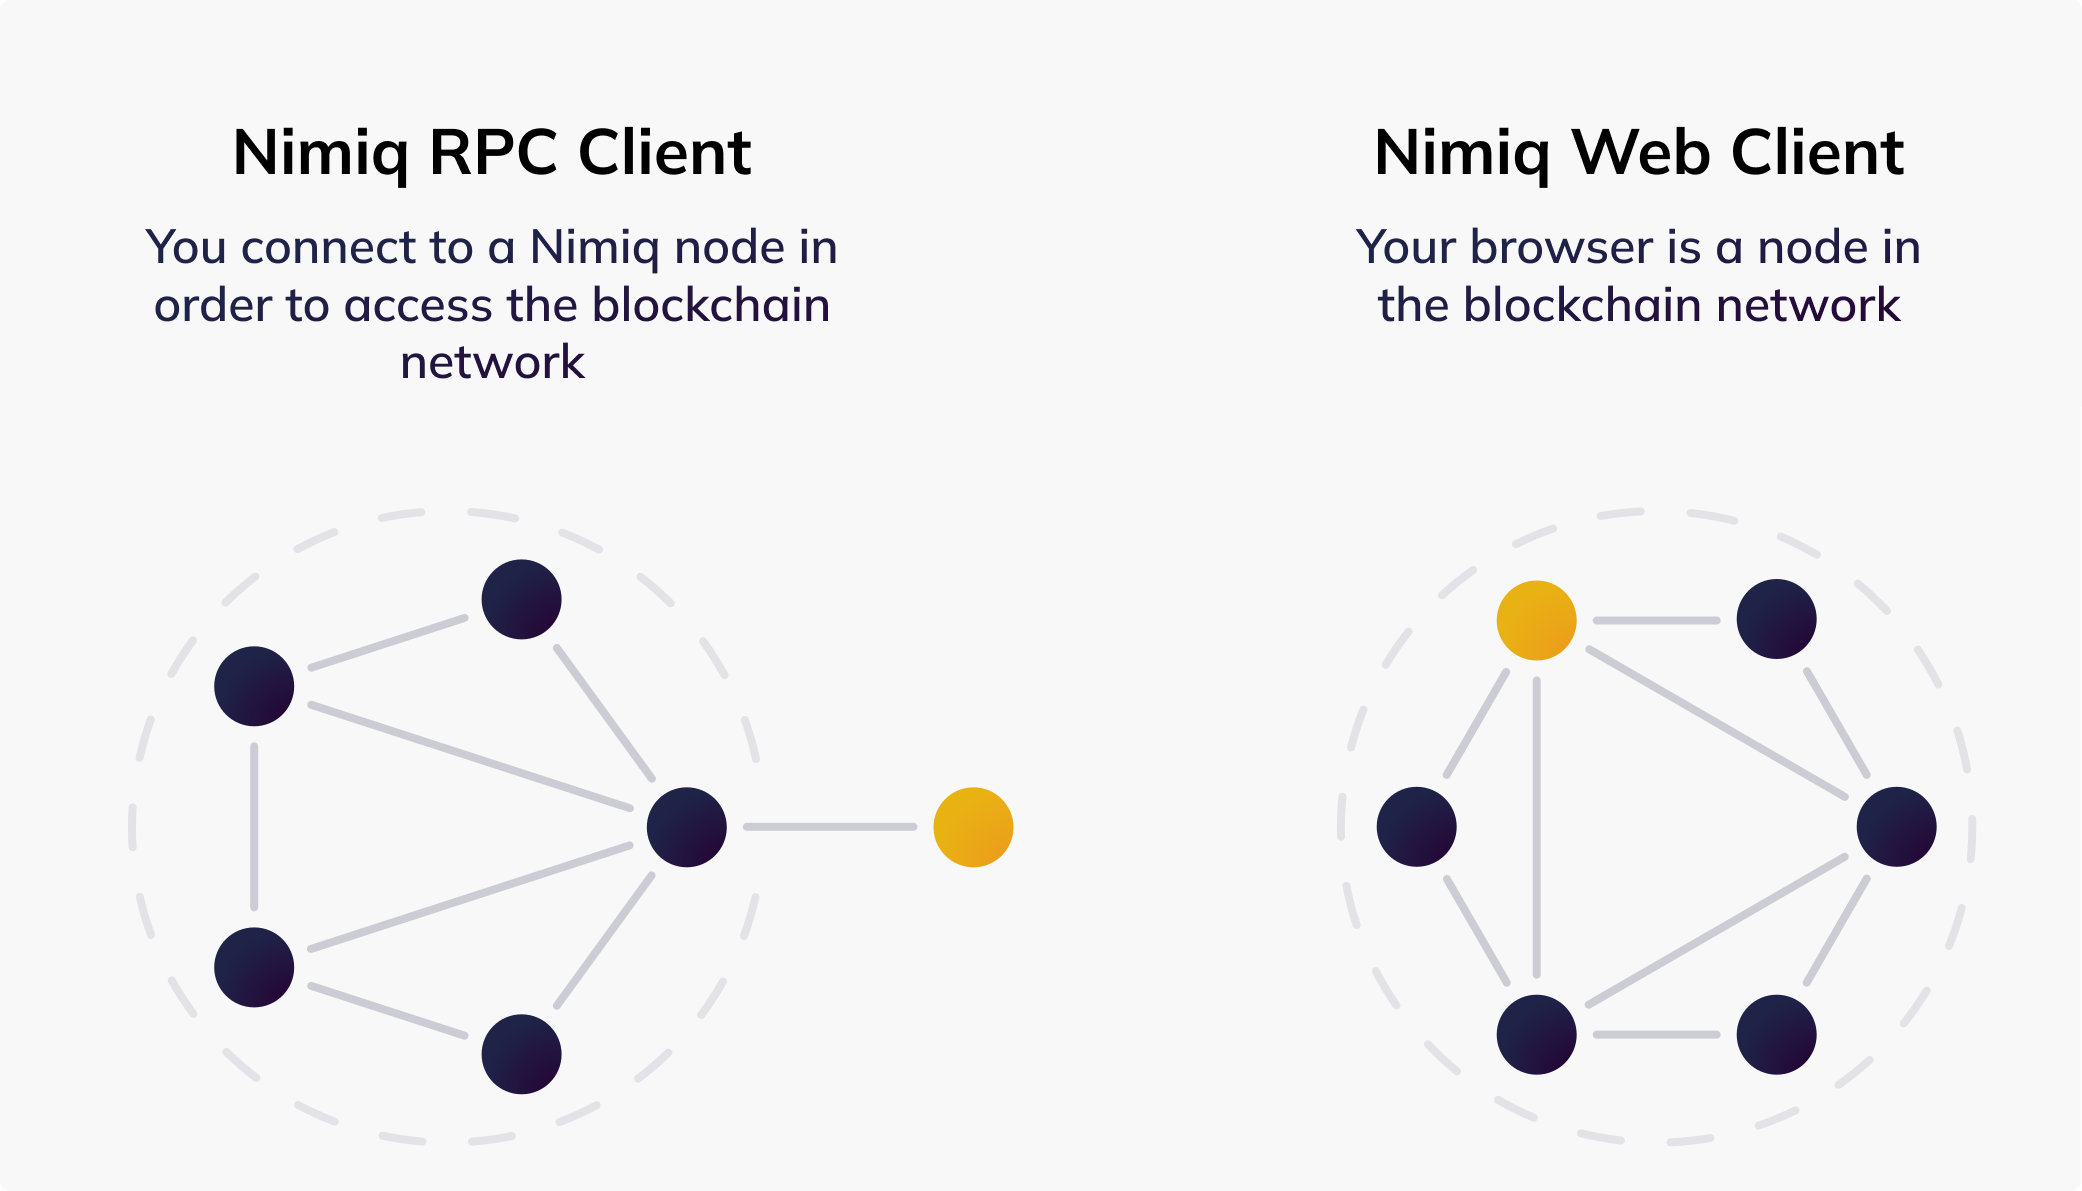 Nimiq RPC Client
You connect to a Nimiq node in
order to access the blockchain
network
Nimiq Web Client
Your browser is a node in
the blockchain network